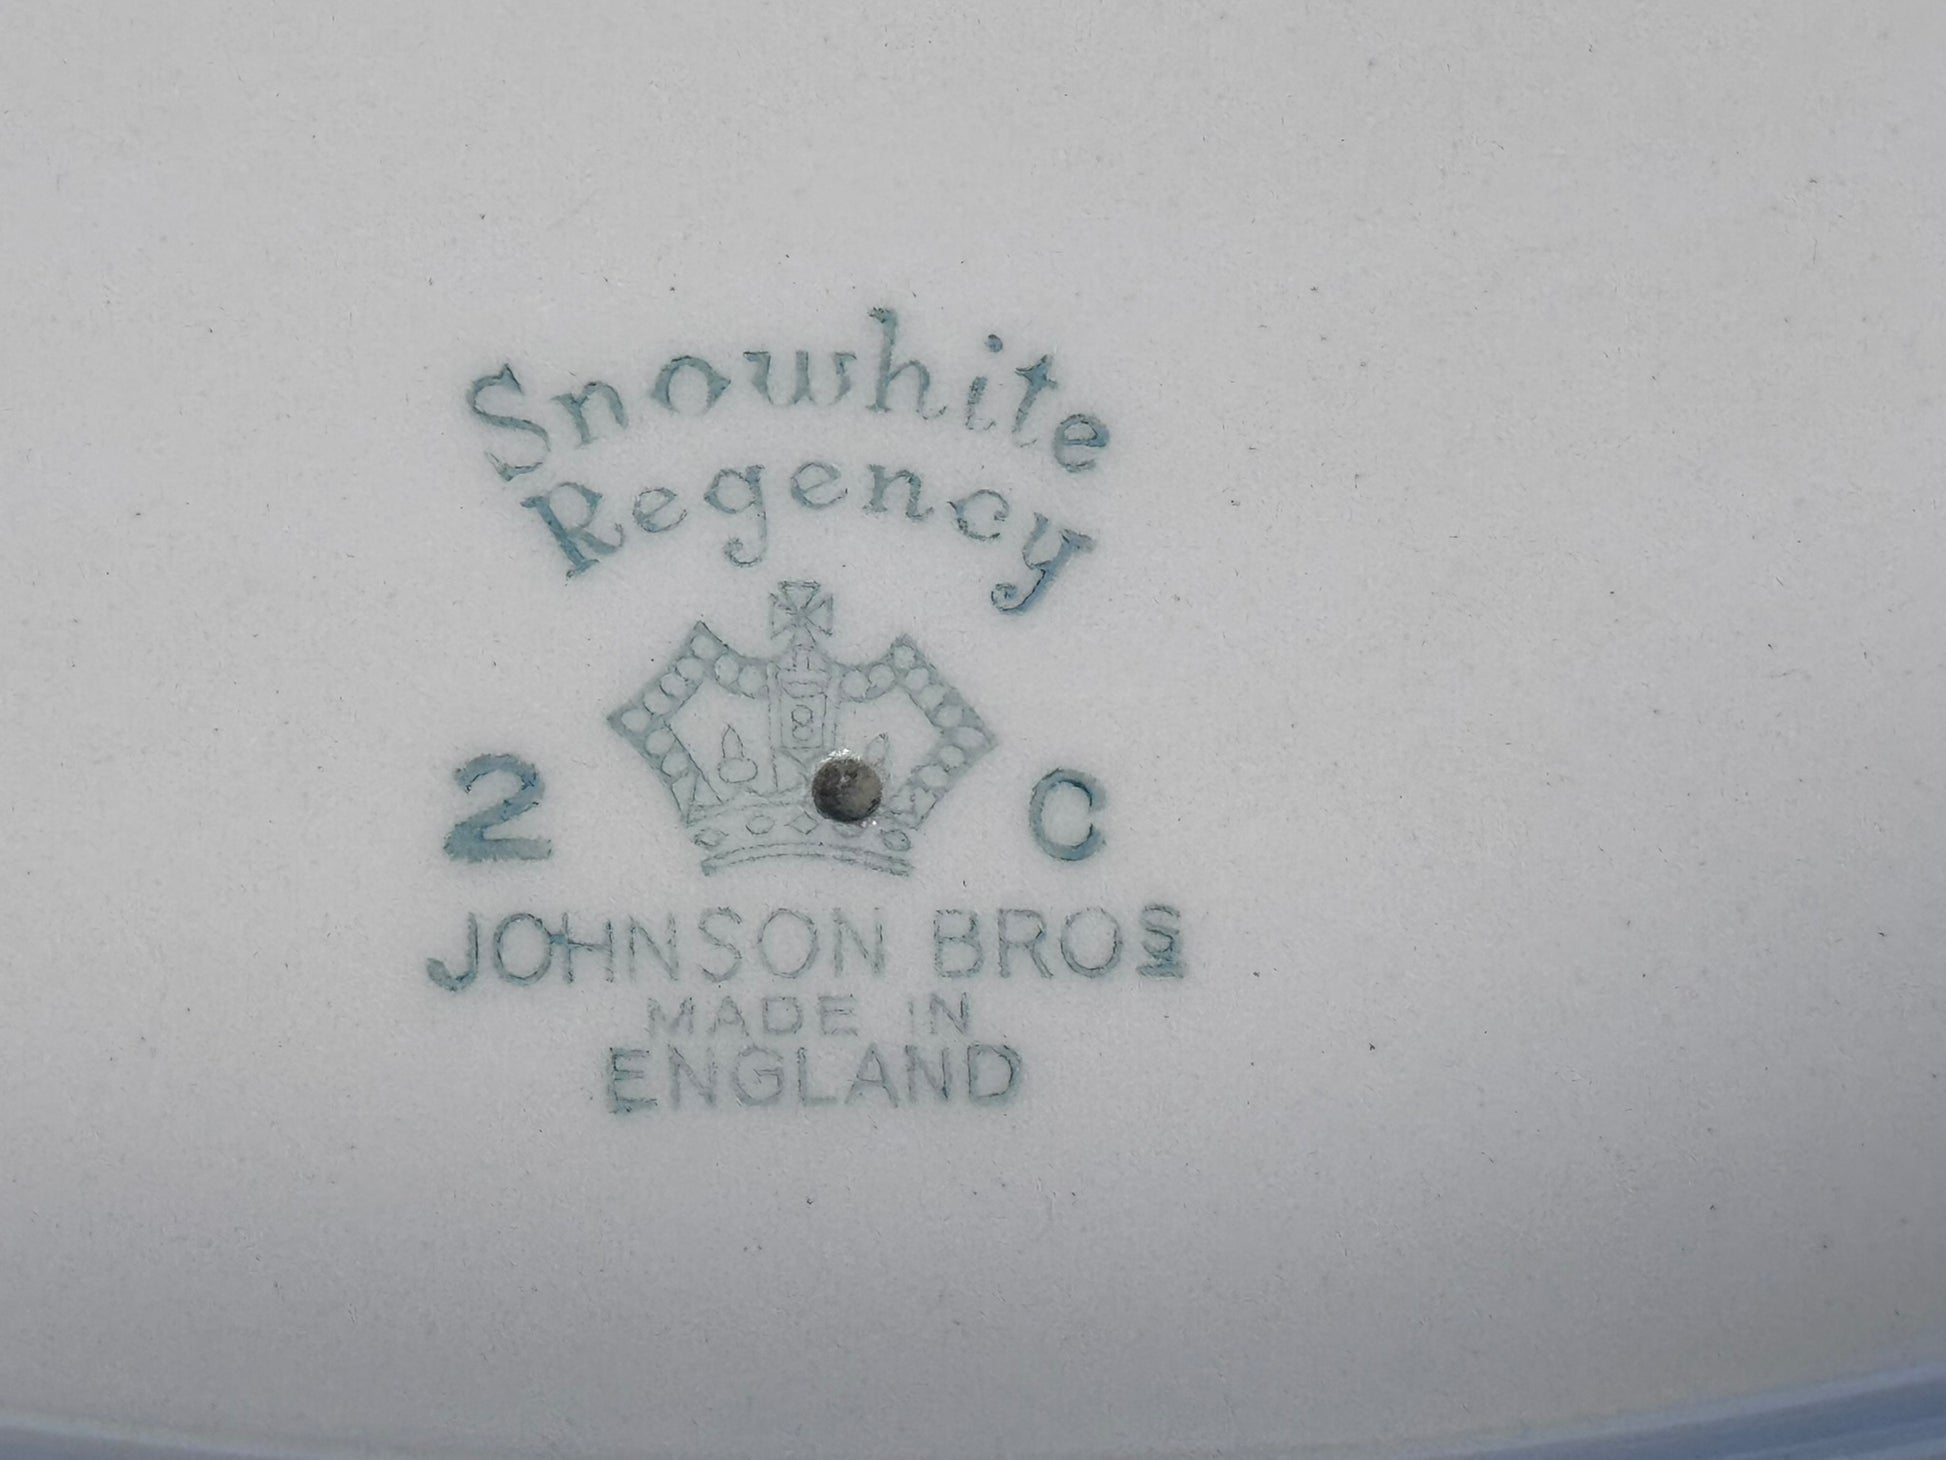 Snowhite
Regency
2 C
JOHNSON BROS
MADE IN
ENGLAND